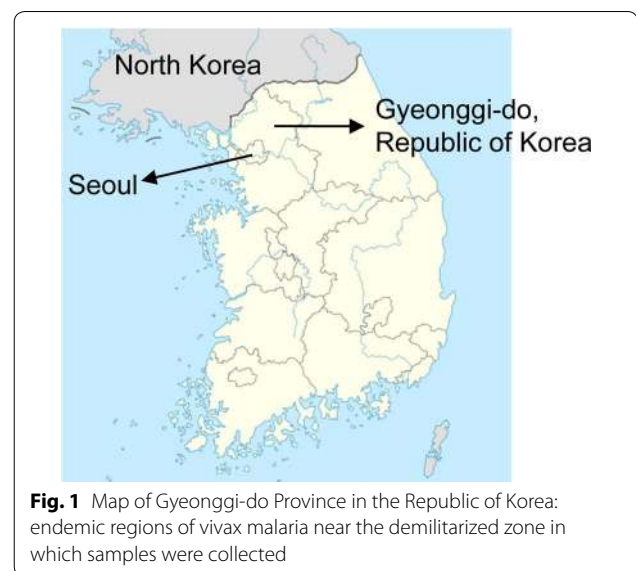 North Korea
Gyeonggi-do,
Republic of Korea
Seoul
Fig. 1 Map of Gyeonggi-do Province in the Republic of Korea:
endemic regions of vivax malaria near the demilitarized zone in
which samples were collected